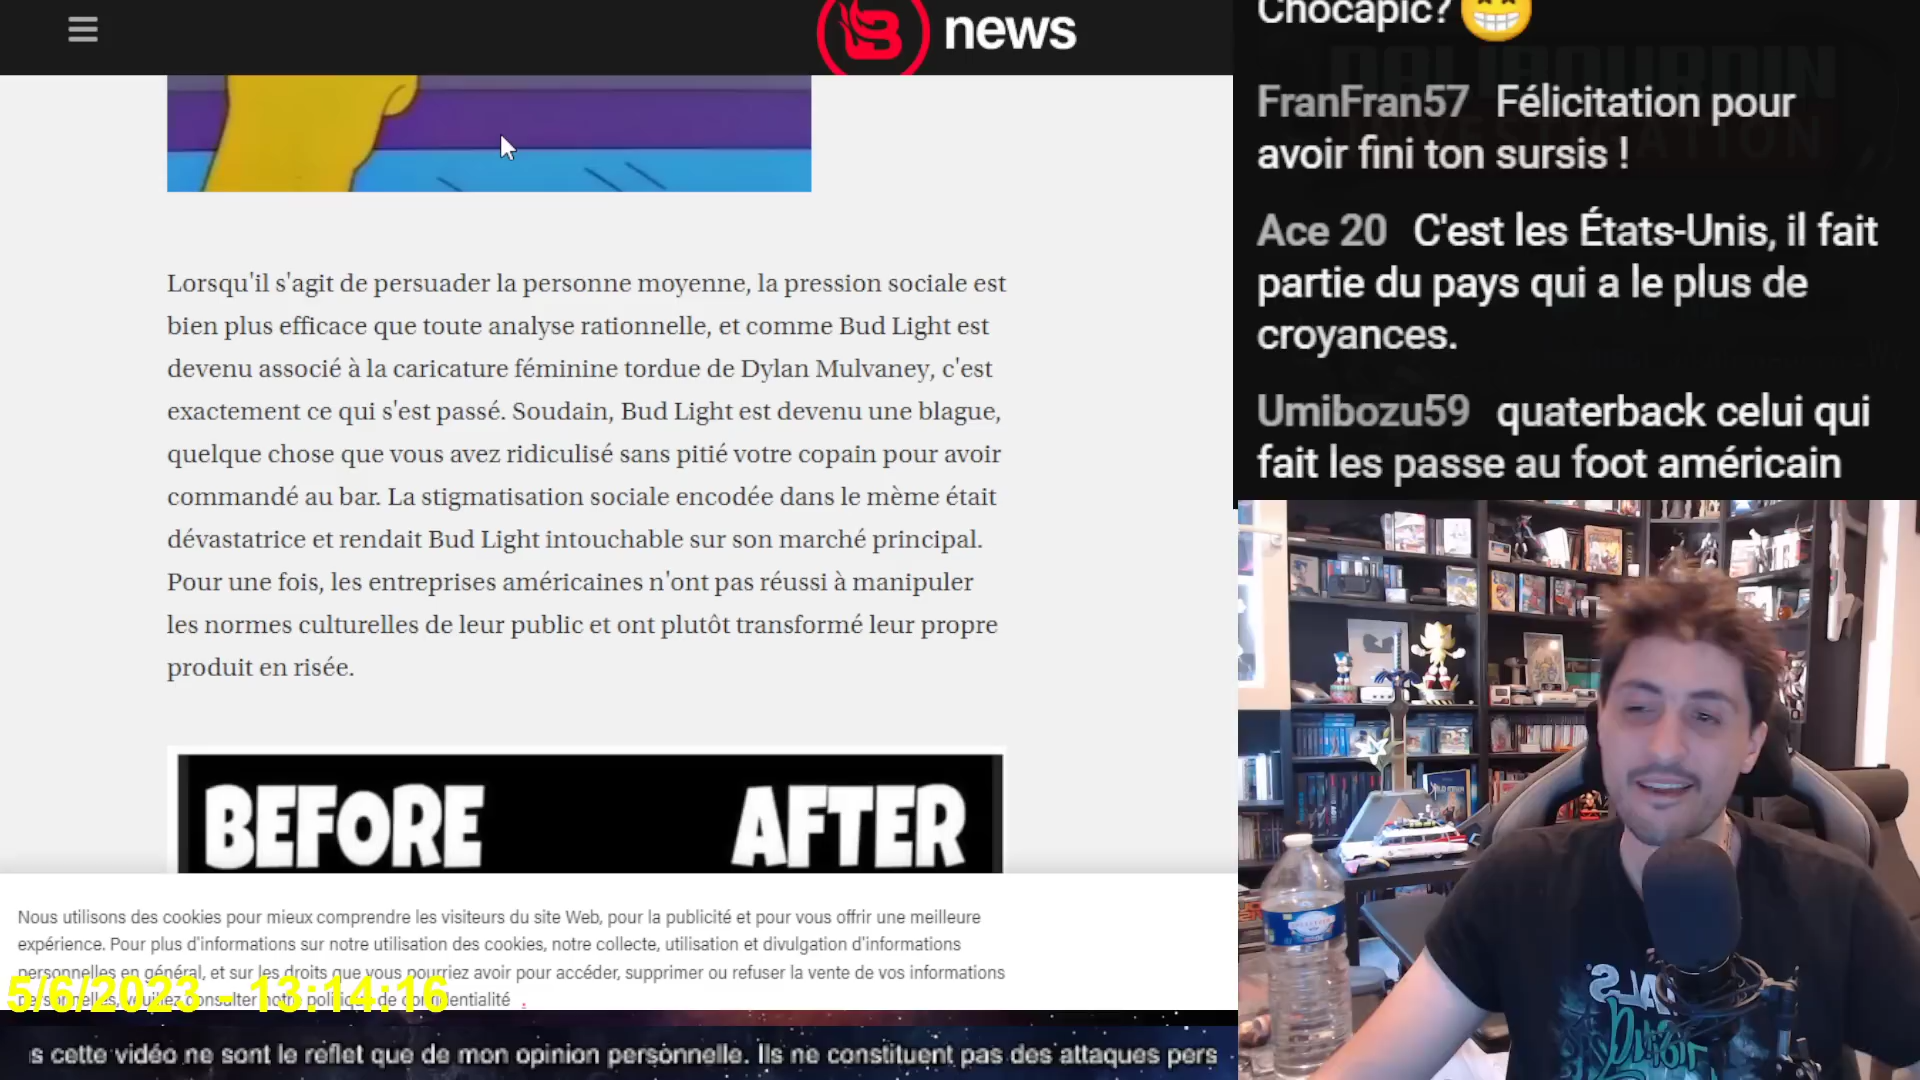 news
Lorsqu'il s'agit de persuader la personne moyenne, la pression sociale est
bien plus efficace que toute analyse rationnelle, et comme Bud Light est
devenu associé à la caricature féminine tordue de Dylan Mulvaney, c'est
exactement ce qui s'est passé. Soudain, Bud Light est devenu une blague,
quelque chose que vous avez ridiculisé sans pitié votre copain pour avoir
commandé au bar. La stigmatisation sociale encodée dans le mème était
dévastatrice et rendait Bud Light intouchable sur son marché principal.
Pour une fois, les entreprises américaines n'ont pas réussi à manipuler
les normes culturelles de leur public et ont plutôt transformé leur propre
produit en risée.
BEFORE AFTER
Nous utilisons des cookies pour mieux comprendre les visiteurs du site Web, pour la publicité et pour vous offrir une meilleure
expérience. Pour plus d'informations sur notre utilisation des cookies, notre collecte, utilisation et divulgation d'informations
personnelles en général, et sur les droits que vous pourriez avoir pour accéder, supprimer ou refuser la vente de vos informations
personnelles, veuillez consulter notre politique de confidentialité .
5/6/2023 - 13:14:16
s cette vidéo ne sont le reflet que de mon opinion personnelle. Ils ne constituent pas des attaques pers
Chocapic?
FranFran57 Félicitation pour
avoir fini ton sursis !
Ace 20 C'est les États-Unis, il fait
partie du pays qui a le plus de
croyances.
Umibozu59 quaterback celui qui
fait les passe au foot américain